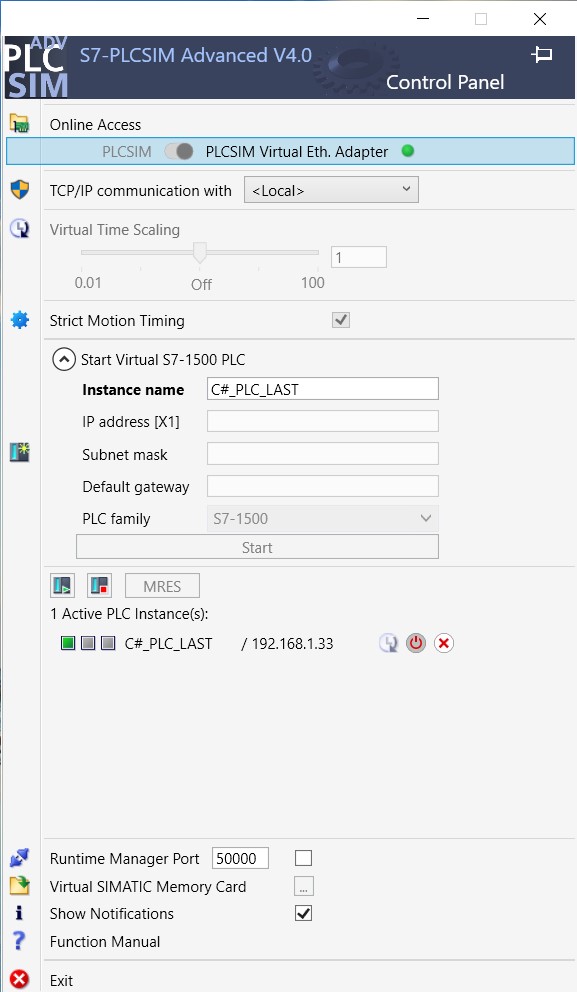 ADV
PLC
SIM
S7-PLCSIM Advanced V4.0
Control Panel
Online Access
PLCSIM PLCSIM Virtual Eth. Adapter
TCP/IP communication with <Local>
Virtual Time Scaling
1
0.01 Off 100
Strict Motion Timing
Start Virtual S7-1500 PLC
Instance name C#_PLC_LAST
IP address [X1]
Subnet mask
Default gateway
PLC family S7-1500
Start
MRES
1 Active PLC Instance(s):
C#_PLC_LAST / 192.168.1.33
Runtime Manager Port 50000
Virtual SIMATIC Memory Card ...
Show Notifications
Function Manual
Exit